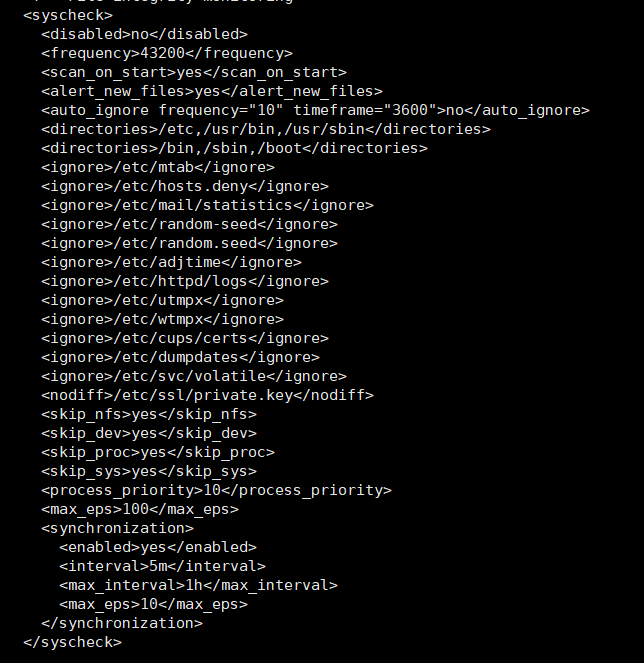 <syscheck>
<disabled>no</disabled>
<frequency>43200</frequency>
<scan_on_start>yes</scan_on_start>
<alert_new_files>yes</alert_new_files>
<auto_ignore frequency="10" timeframe="3600">no</auto_ignore>
<directories>/etc,/usr/bin,/usr/sbin</directories>
<directories>/bin,/sbin,/boot</directories>
<ignore>/etc/mtab</ignore>
<ignore>/etc/hosts.deny</ignore>
<ignore>/etc/mail/statistics</ignore>
<ignore>/etc/random-seed</ignore>
<ignore>/etc/random.seed</ignore>
<ignore>/etc/adjtime</ignore>
<ignore>/etc/httpd/logs</ignore>
<ignore>/etc/utmpx</ignore>
<ignore>/etc/wtmpx</ignore>
<ignore>/etc/cups/certs</ignore>
<ignore>/etc/dumpdates</ignore>
<ignore>/etc/svc/volatile</ignore>
<nodiff>/etc/ssl/private.key</nodiff>
<skip_nfs>yes</skip_nfs>
<skip_dev>yes</skip_dev>
<skip_proc>yes</skip_proc>
<skip_sys>yes</skip_sys>
<process_priority>10</process_priority>
<max_eps>100</max_eps>
<synchronization>
<enabled>yes</enabled>
<interval>5m</interval>
<max_interval>1h</max_interval>
<max_eps>10</max_eps>
</synchronization>
</syscheck>